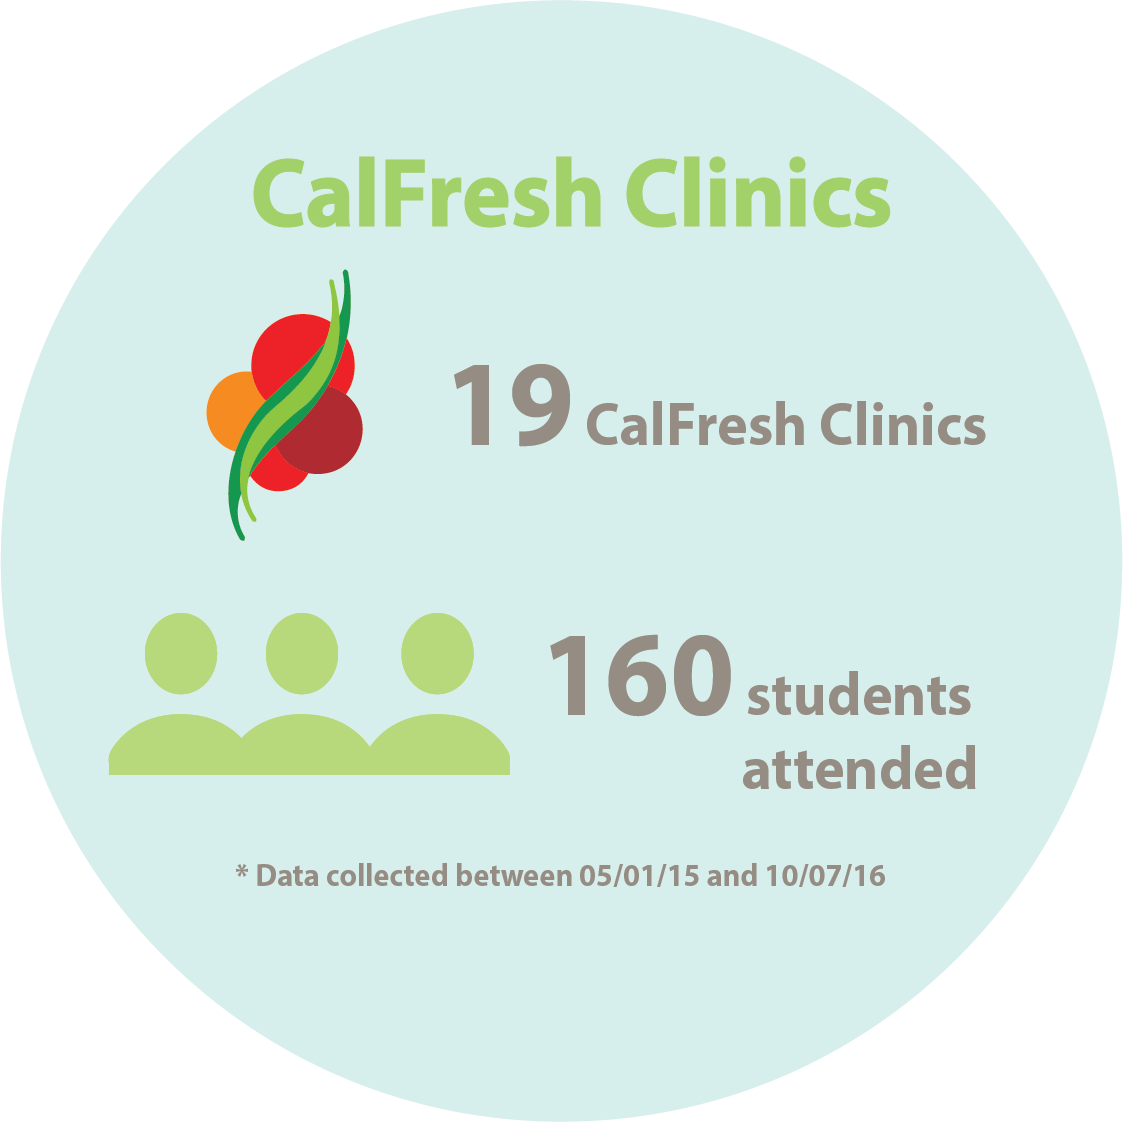 CalFresh Clinics
19 CalFresh Clinics
160 students
attended
* Data collected between 05/01/15 and 10/07/16